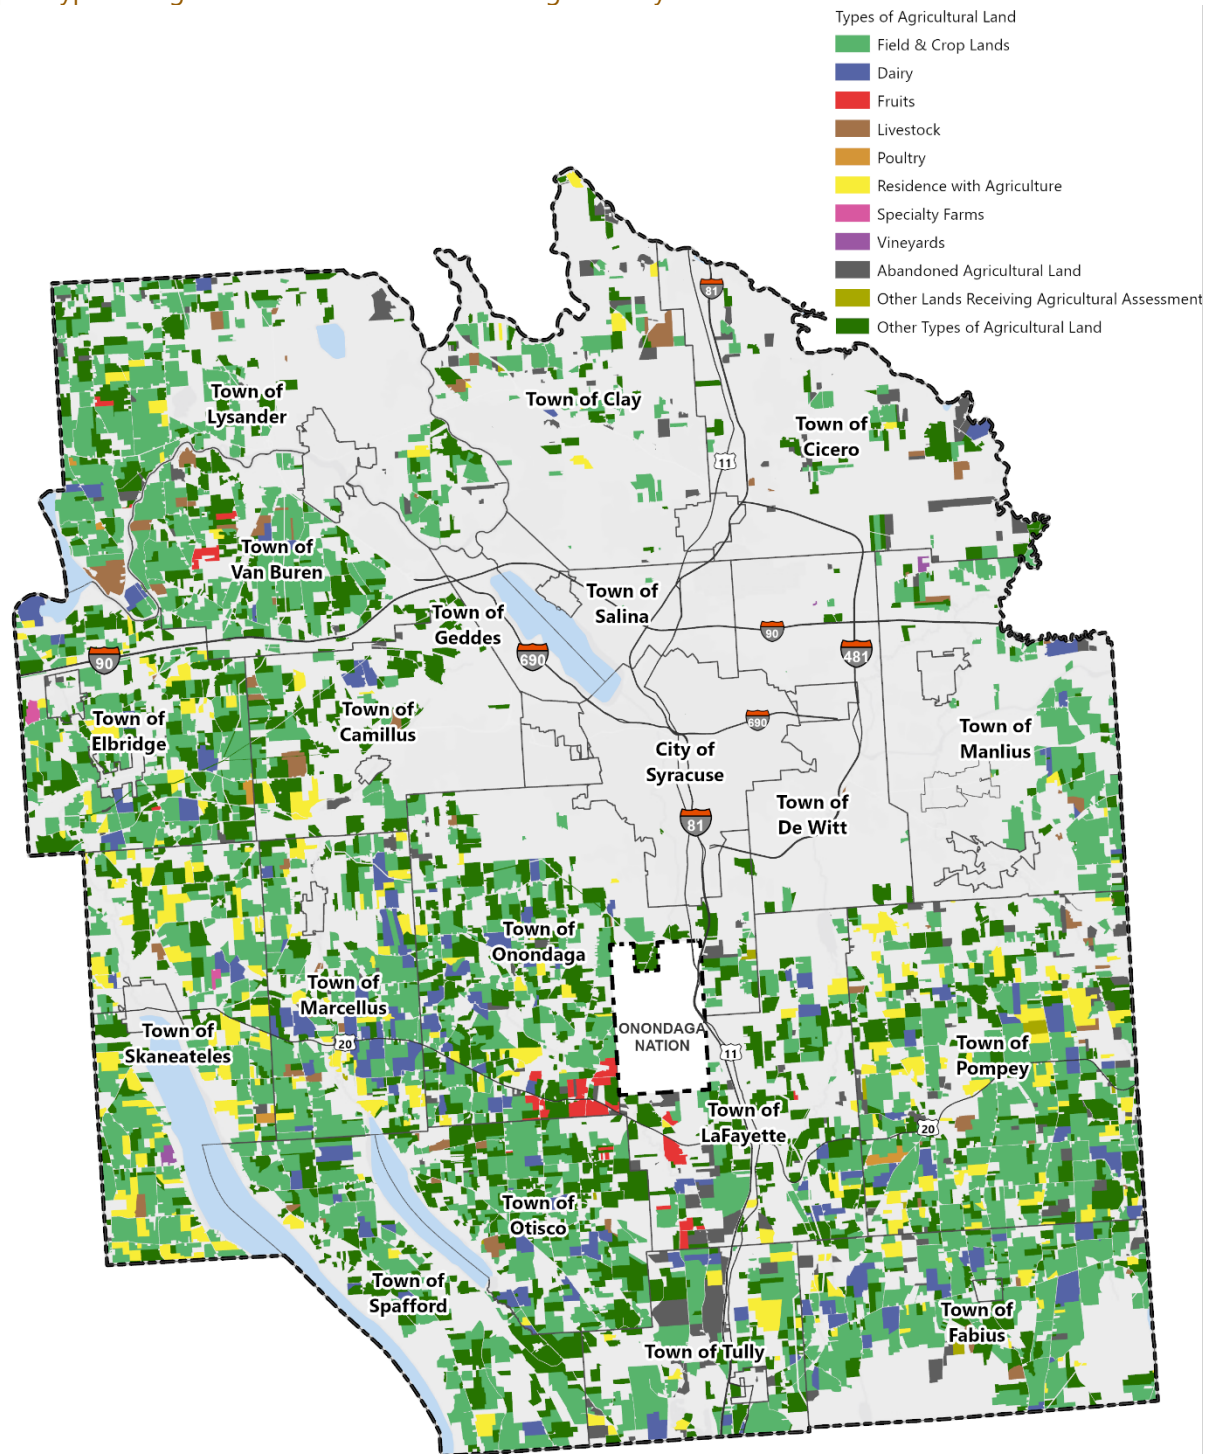 Types of Agricultural Land
Field & Crop Lands
Dairy
Fruits
Livestock
Poultry
Residence with Agriculture
Specialty Farms
Vineyards
Abandoned Agricultural Land
Other Lands Receiving Agricultural Assessment
Other Types of Agricultural Land
81
Town of
Lysander
Town of Clay
Town of
Cicero
11
Town of
Van Buren
Town of
Salina
Town of
Geddes
90
690
481
90
Town of
Elbridge
Town of
Camillus
690
Town of
Manlius
City of
Syracuse
Town of
De Witt
81
Town of
Onondaga
Town of
Marcellus
20
Town of
Skaneateles
ONONDAGA
NATION
11
Town of
Pompey
Town of
LaFayette
20
Town of
Otisco
Town of
Spafford
Town of
Fabius
Town of Tully